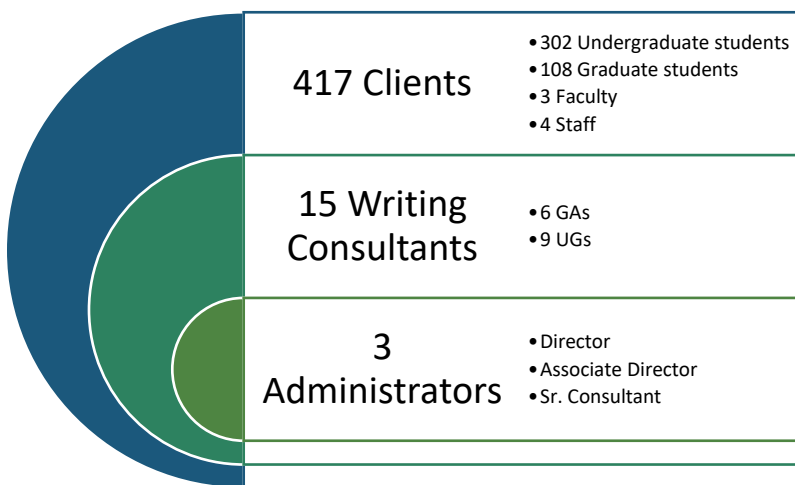 417 Clients
•302 Undergraduate students
•108 Graduate students
•3 Faculty
•4 Staff
15 Writing
Consultants
•6 GAs
•9 UGs
3
Administrators
•Director
•Associate Director
•Sr. Consultant